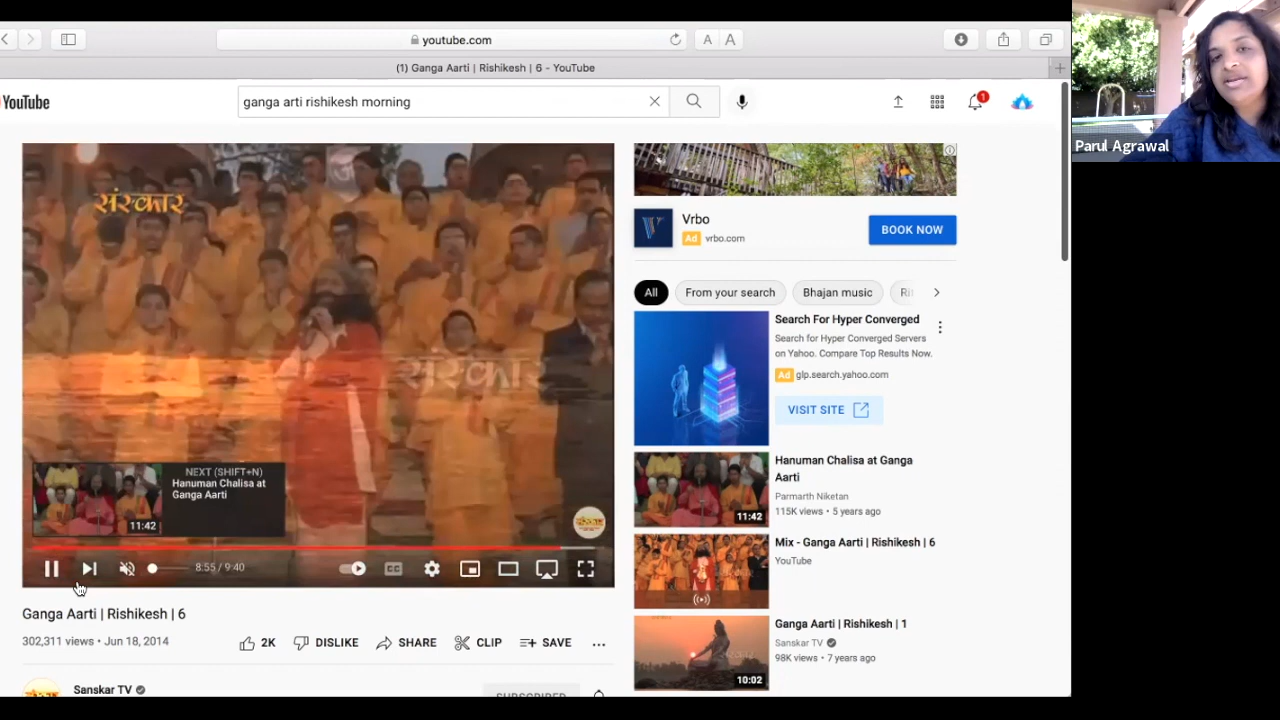 youtube.com
A A
(1) Ganga Aarti | Rishikesh | 6 - YouTube
YouTube
ganga arti rishikesh morning
1
Parul Agrawal
संस्कार
संस्कार
NEXT (SHIFT+N)
Hanuman Chalisa at
Ganga Aarti
11:42
CC
8:55 / 9:40
Ganga Aarti | Rishikesh | 6
302,311 views • Jun 18, 2014
2K
DISLIKE
SHARE
CLIP
SAVE
Sanskar TV
SUBSCRIBED
Vrbo
Ad vrbo.com
BOOK NOW
All
From your search
Bhajan music
Search For Hyper Converged
Search for Hyper Converged Servers
on Yahoo. Compare Top Results Now.
Ad glp.search.yahoo.com
VISIT SITE
Hanuman Chalisa at Ganga
Aarti
Parmarth Niketan
115K views • 5 years ago
11:42
Mix - Ganga Aarti | Rishikesh | 6
YouTube
Ganga Aarti | Rishikesh | 1
Sanskar TV
98K views • 7 years ago
10:02